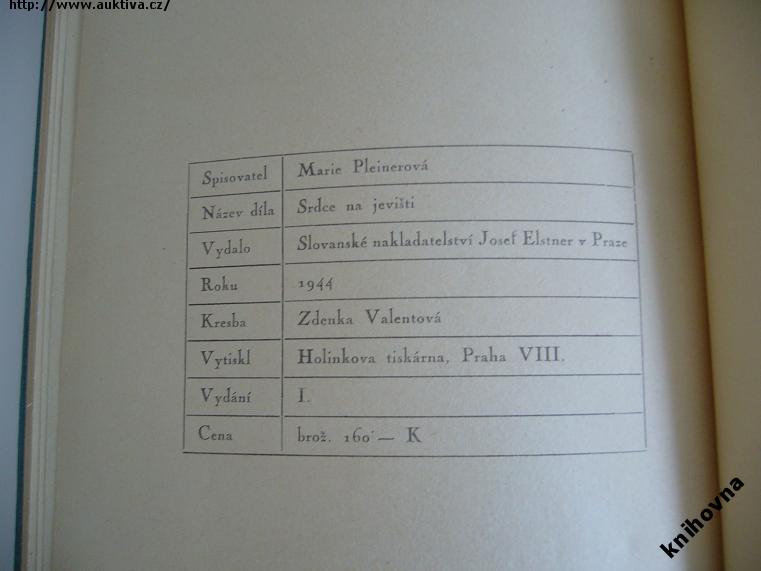 http://www.auktiva.cz/
Spisovatel Marie Pleinerová
Název díla Srdce na jevišti
Vydalo Slovanské nakladatelství Josef Elstner v Praze
Roku 1944
Kresba Zdenka Valentová
Vytiskl Holinkova tiskárna, Praha VIII.
Vydání I.
Cena brož. 160·— K
knihovna